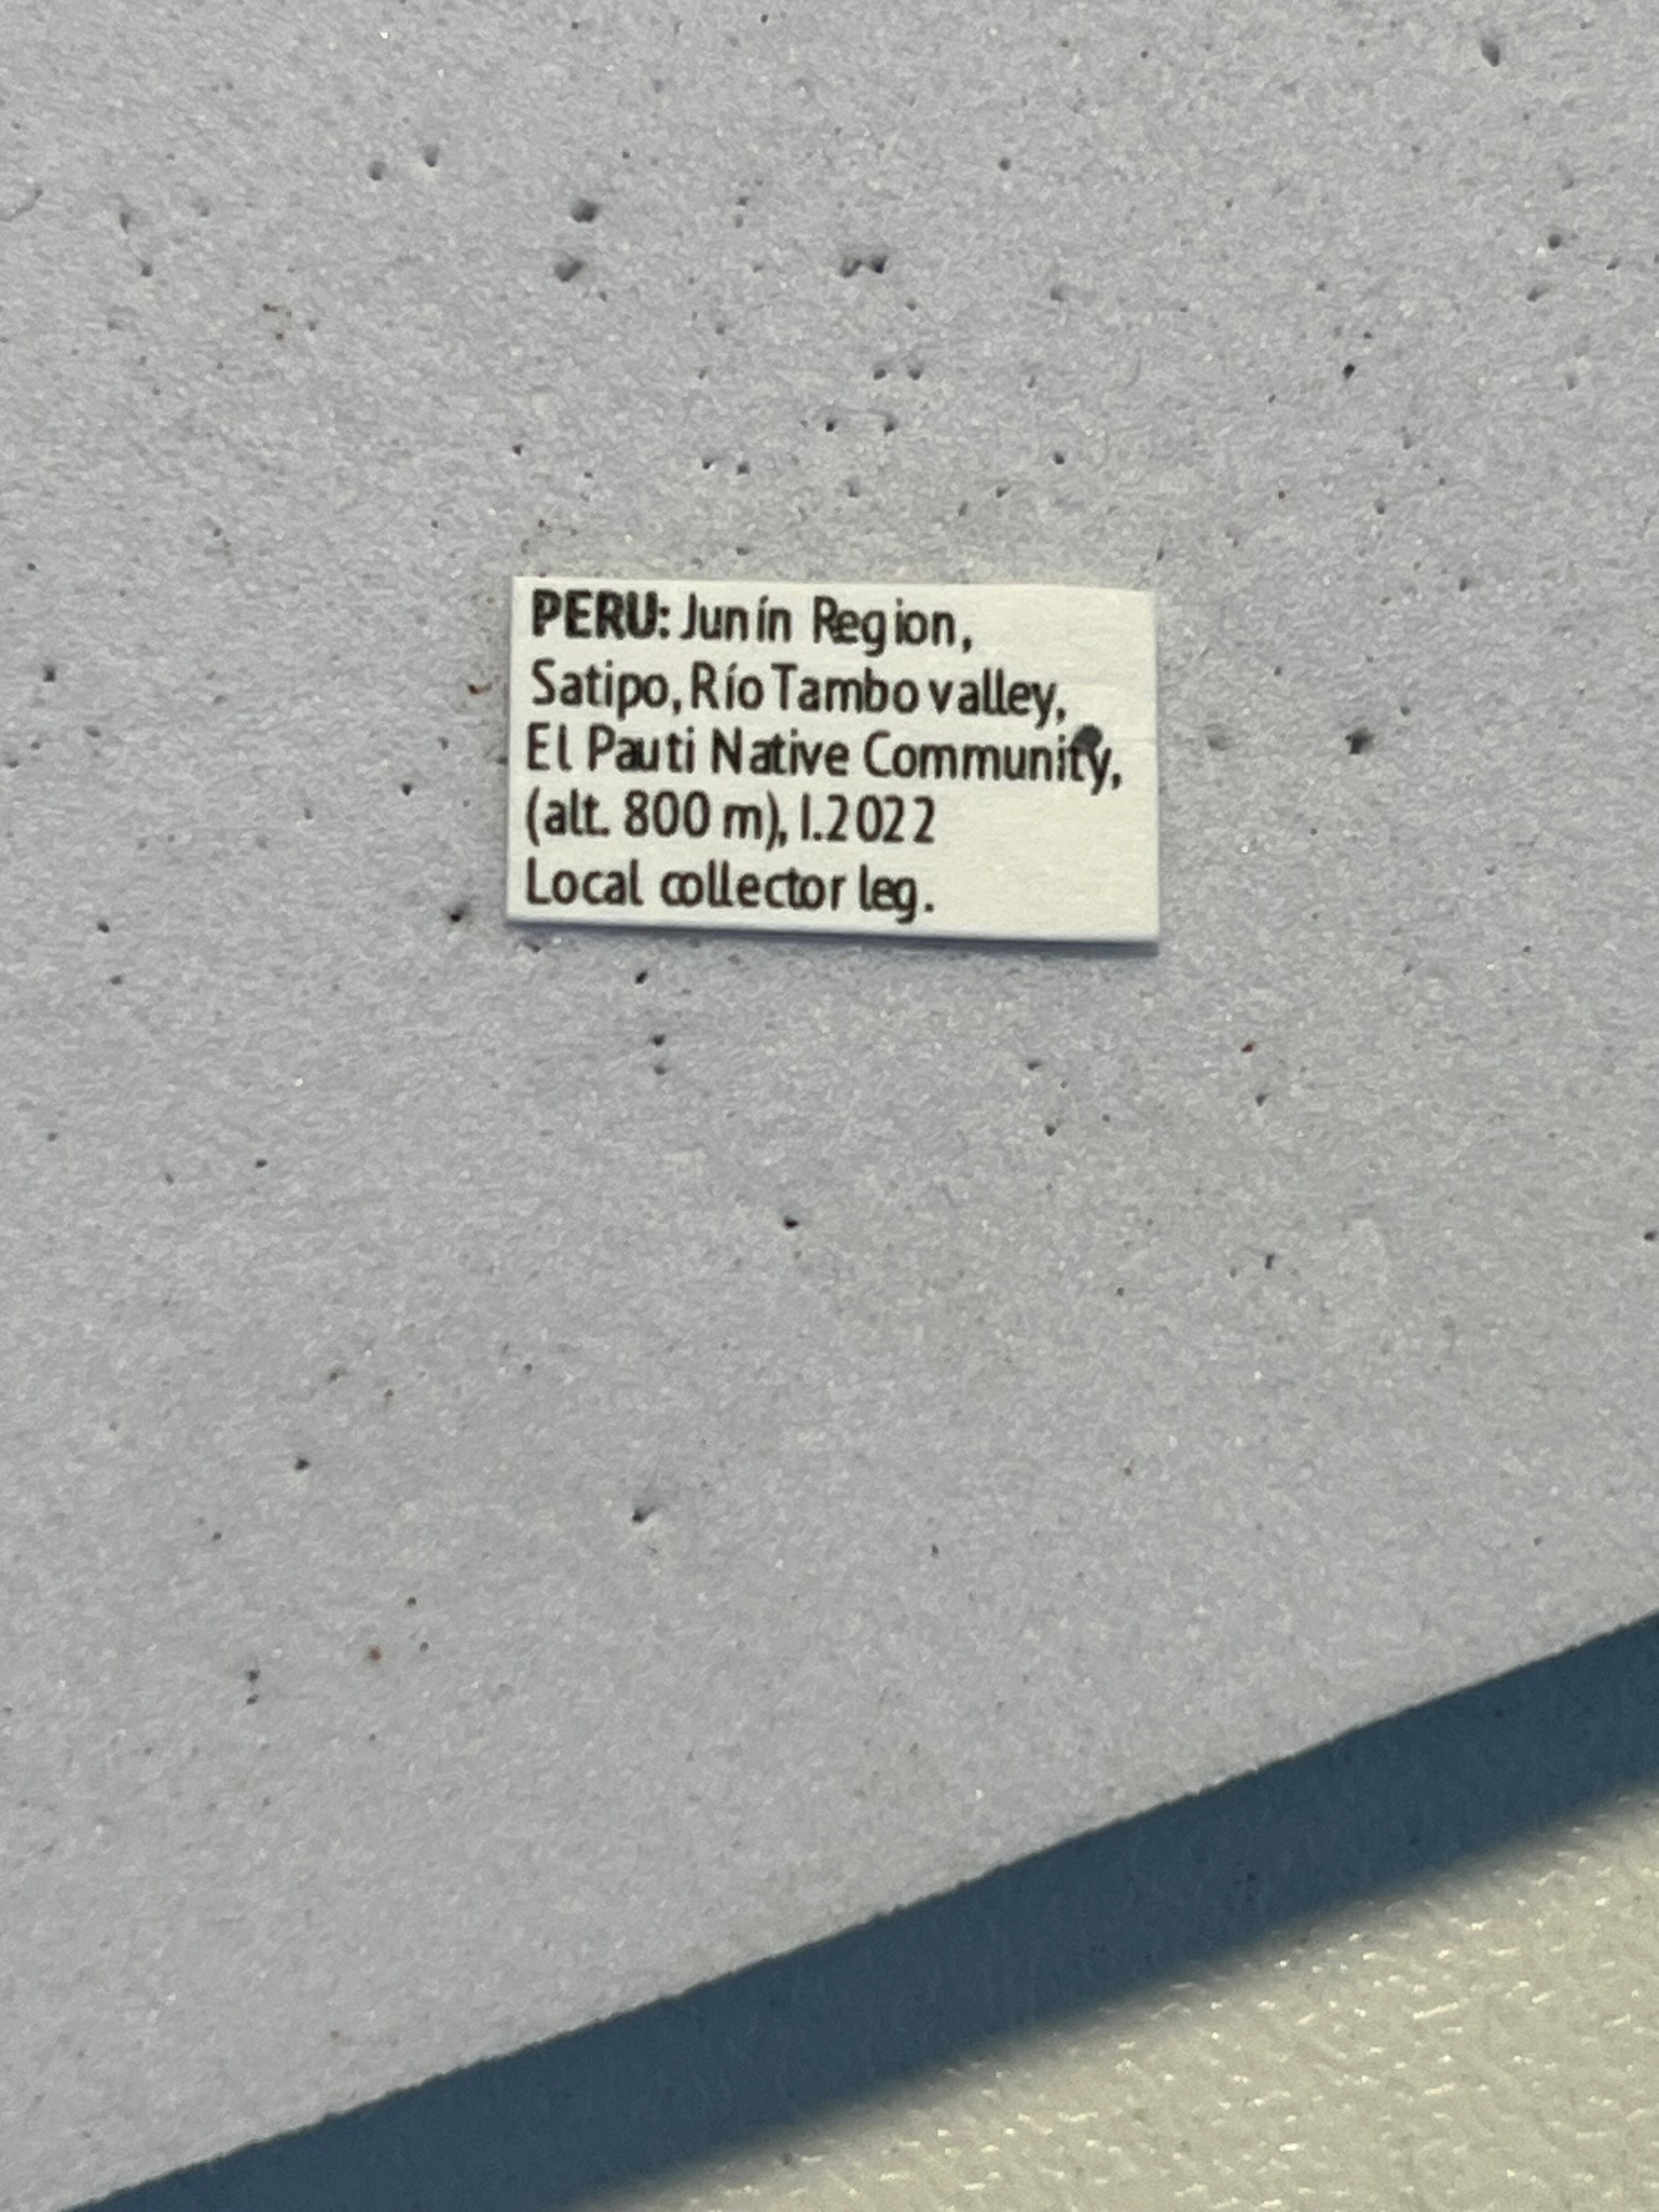 PERU: Junín Region,
Satipo, Río Tambo valley,
El Pauti Native Community,
(alt. 800 m), I.2022
Local collector leg.